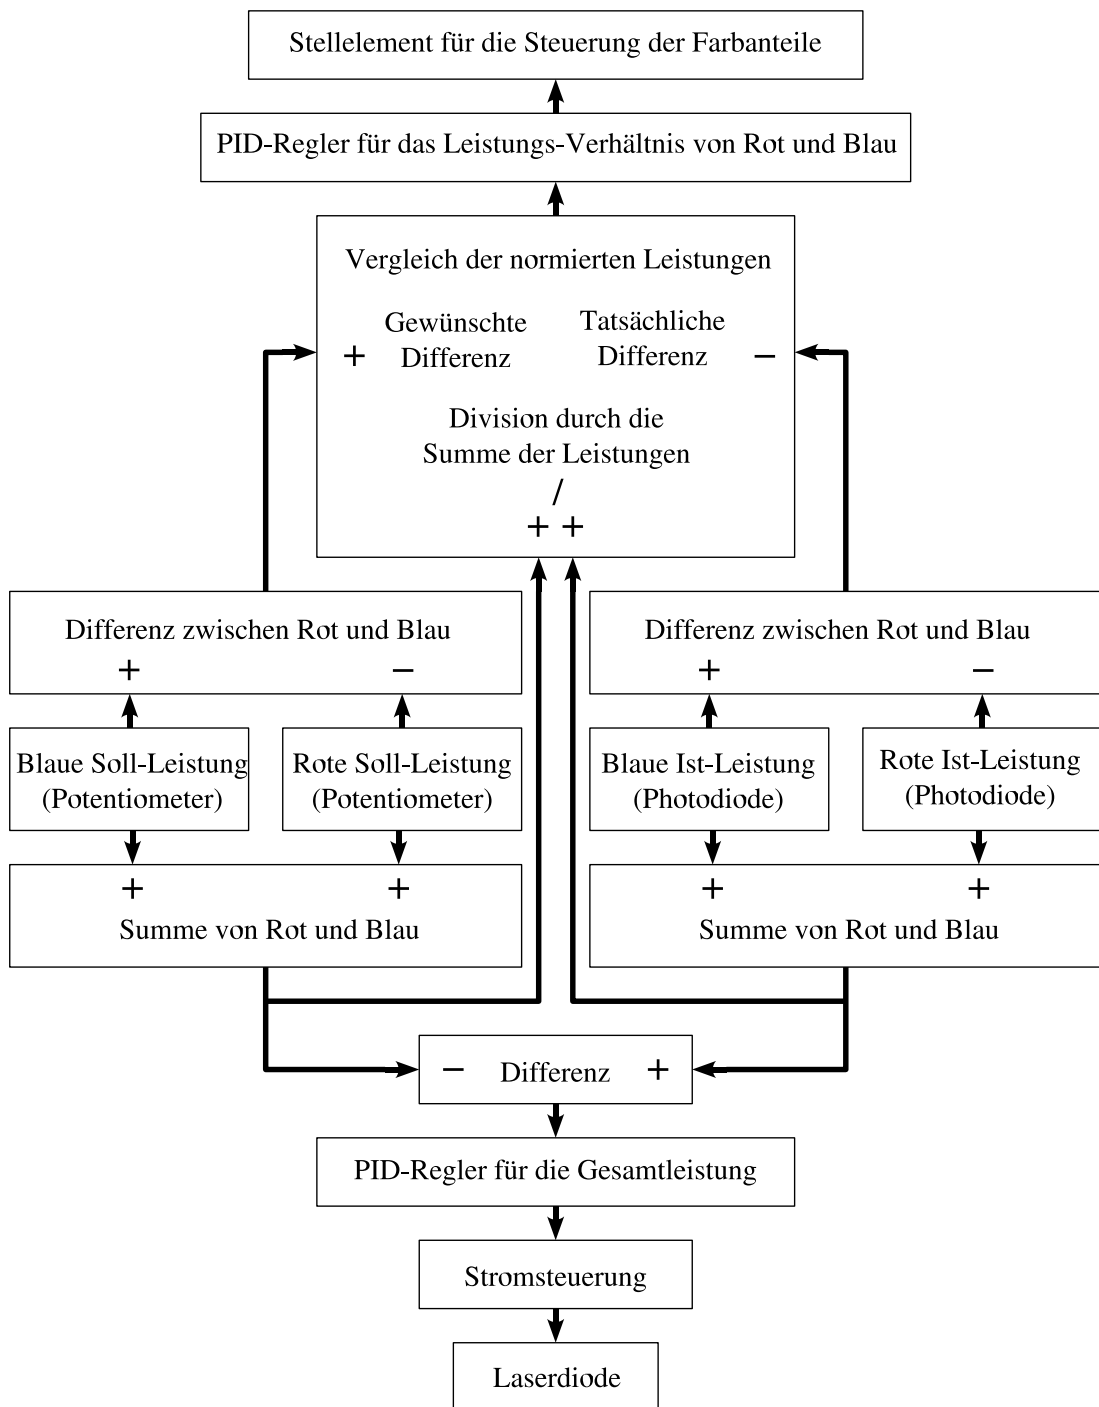 Stellelement für die Steuerung der Farbanteile
PID-Regler für das Leistungs-Verhältnis von Rot und Blau
Vergleich der normierten Leistungen
Gewünschte
Differenz
+
Tatsächliche
Differenz
−
Division durch die
Summe der Leistungen
/
+ +
Differenz zwischen Rot und Blau
+ −
Differenz zwischen Rot und Blau
+ −
Blaue Soll-Leistung
(Potentiometer)
Rote Soll-Leistung
(Potentiometer)
Blaue Ist-Leistung
(Photodiode)
Rote Ist-Leistung
(Photodiode)
+ +
Summe von Rot und Blau
+ +
Summe von Rot und Blau
− Differenz +
PID-Regler für die Gesamtleistung
Stromsteuerung
Laserdiode